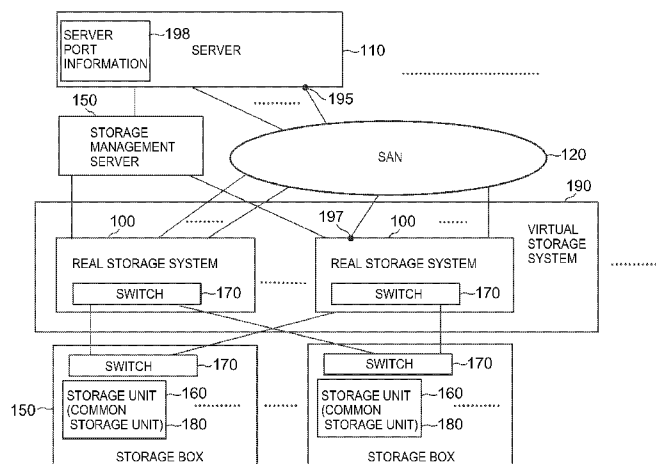 SERVER
PORT
INFORMATION
198
SERVER
110
150
195
STORAGE
MANAGEMENT
SERVER
SAN
120
190
100
197
100
VIRTUAL
STORAGE
SYSTEM
REAL STORAGE SYSTEM
REAL STORAGE SYSTEM
SWITCH
170
SWITCH
170
SWITCH
170
SWITCH
170
150
STORAGE UNIT
(COMMON
STORAGE UNIT)
160
180
STORAGE UNIT
(COMMON
STORAGE UNIT)
160
180
STORAGE BOX
STORAGE BOX